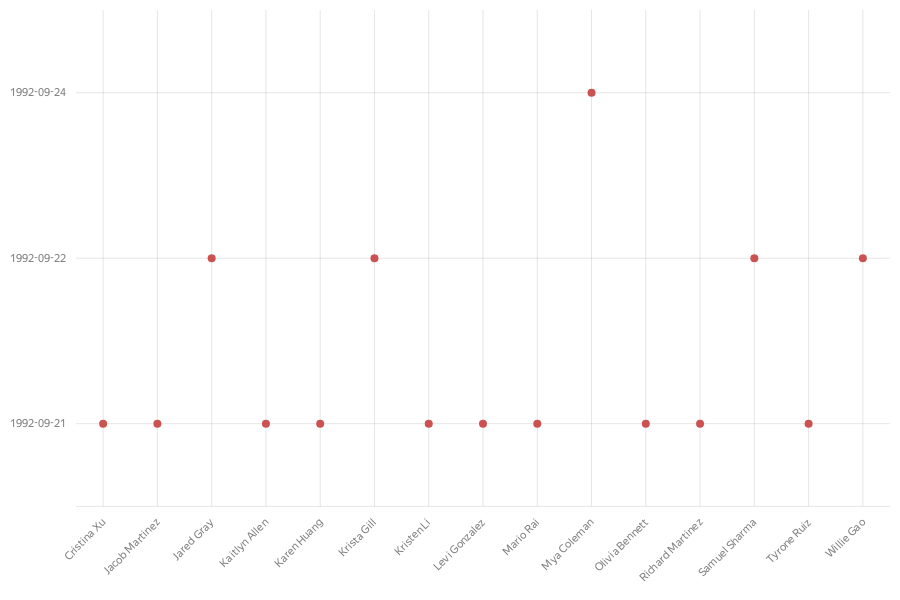 1992-09-24
1992-09-22
1992-09-21
Cristina Xu
Jacob Martinez
Jared Gray
Kaitlyn Allen
Karen Huang
Krista Gill
Kristen Li
Levi Gonzalez
Mario Rai
Mya Coleman
Olivia Bennett
Richard Martinez
Samuel Sharma
Tyrone Ruiz
Willie Gao